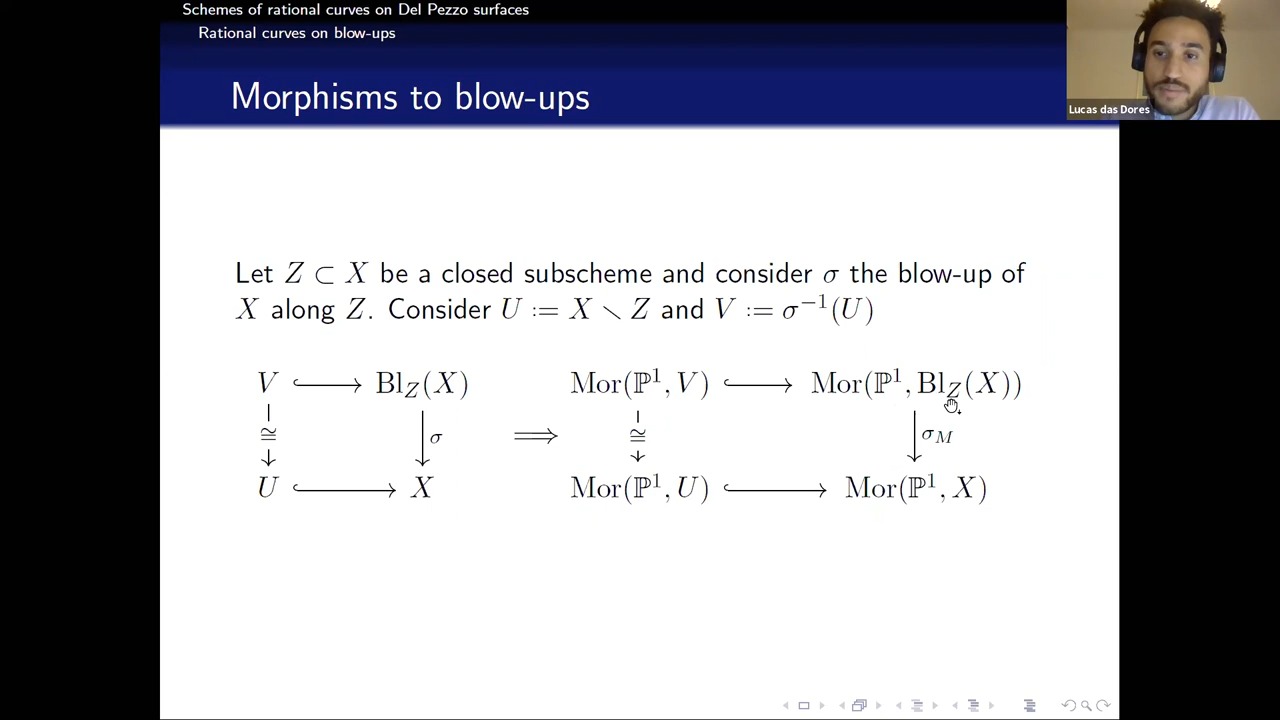 Schemes of rational curves on Del Pezzo surfaces
Rational curves on blow-ups
Morphisms to blow-ups
Lucas das Dores
Let Z ⊂ X be a closed subscheme and consider σ the blow-up of
X along Z. Consider U := X ∖ Z and V := σ⁻¹(U)
V ↪ Bl_Z(X) Mor(ℙ¹, V) ↪ Mor(ℙ¹, Bl_Z(X))
≅ σ ⟹ ≅ σ_M
U ↪ X Mor(ℙ¹, U) ↪ Mor(ℙ¹, X)